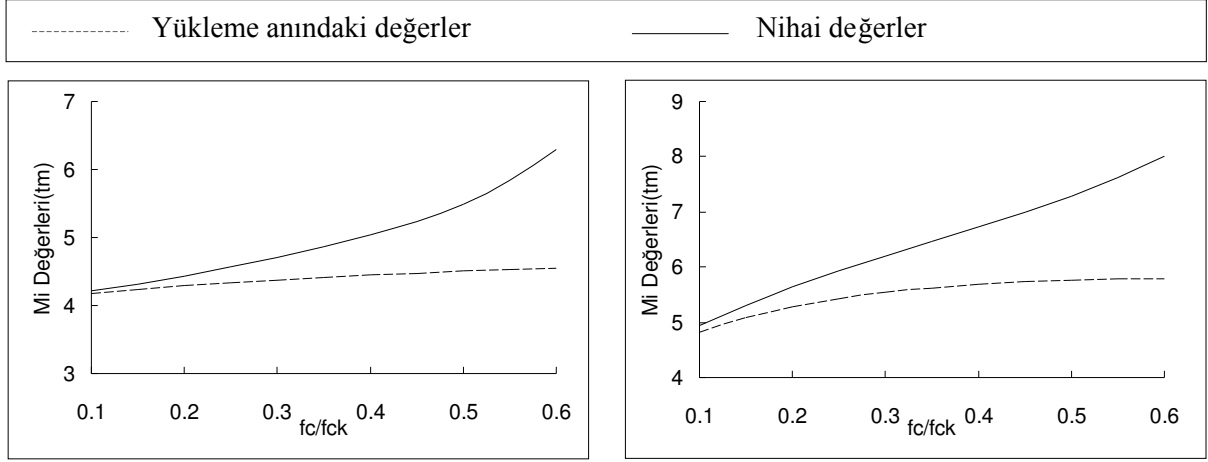 Yükleme anındaki değerler
Nihai değerler
7
6
5
4
3
Mi Değerleri(tm)
0.1 0.2 0.3 0.4 0.5 0.6
fc/fck
9
8
7
6
5
4
Mi Değerleri(tm)
0.1 0.2 0.3 0.4 0.5 0.6
fc/fck